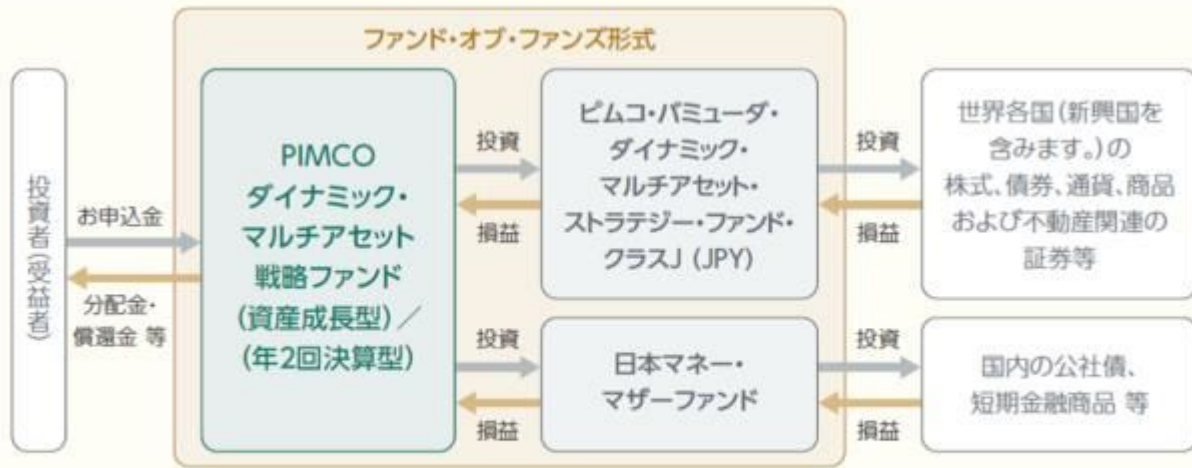 ファンド・オブ・ファンズ形式
投資者(受益者)
お申込金
分配金・
償還金 等
PIMCO
ダイナミック・
マルチアセット
戦略ファンド
(資産成長型)／
(年2回決算型)
投資
損益
ピムコ・バミューダ・
ダイナミック・
マルチアセット・
ストラテジー・ファンド・
クラスJ (JPY)
投資
損益
世界各国(新興国を
含みます。)の
株式、債券、通貨、商品
および不動産関連の
証券等
投資
損益
日本マネー・
マザーファンド
投資
損益
国内の公社債、
短期金融商品 等